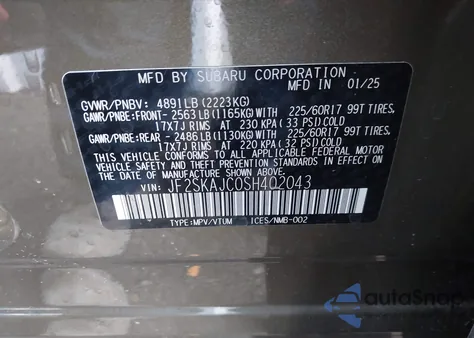 MFD BY SUBARU CORPORATION IN 01/25
GVWR/PNBV: 4891LB(2223KG)
GAWR/PNBE:FRONT-2563LB(1165KG)WITH 225/60R17 99T TIRES.
17X7J RIMS AT 230 KPA(33 PSI)COLD
GAWR/PNBE:REAR -2486LB(1130KG)WITH 225/60R17 99T TIRES.
17X7J RIMS AT 220 KPA(32 PSI)COLD
THIS VEHICLE CONFORMS TO ALL APPLICABLE FEDERAL MOTOR
VEHICLE SAFETY AND THEFT PREVENTION STANDARDS IN EFFECT ON
THE DATE OF MANUFACTURE SHOWN ABOVE.
VIN: JF2SKAJC0SH402043
TYPE:MPV/VTUM ICES/NMB-002
autoSnap